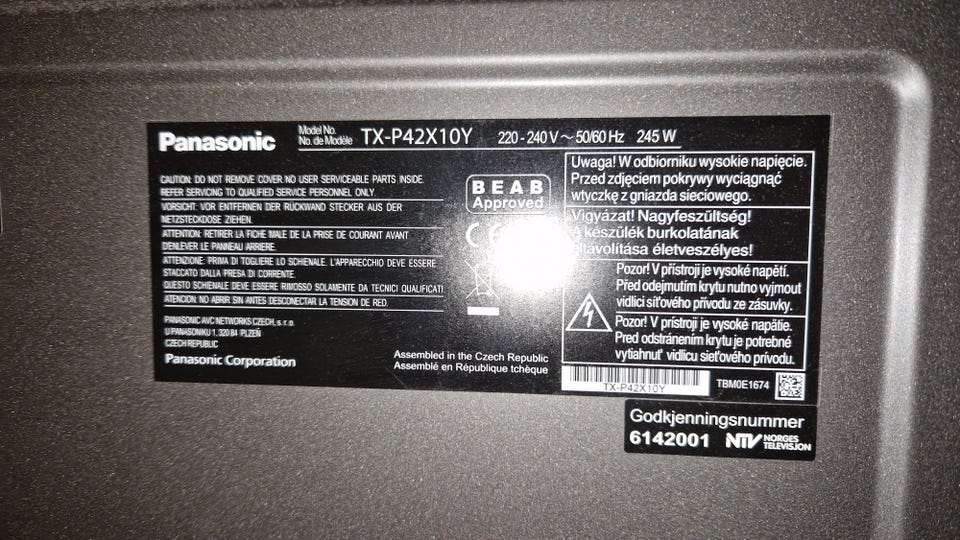 Panasonic
Model No.
No. de Modèle
TX-P42X10Y
220 - 240 V ~ 50/60 Hz 245 W
CAUTION: DO NOT REMOVE COVER. NO USER SERVICEABLE PARTS INSIDE.
REFER SERVICING TO QUALIFIED SERVICE PERSONNEL ONLY.
VORSICHT: VOR ENTFERNEN DER RÜCKWAND STECKER AUS DER
NETZSTECKDOSE ZIEHEN.
ATTENTION: RETIRER LA FICHE MALE DE LA PRISE DE COURANT AVANT
D'ENLEVER LE PANNEAU ARRIERE.
ATTENZIONE: PRIMA DI TOGLIERE LO SCHIENALE. L'APPARECCHIO DEVE ESSERE
STACCATO DALLA PRESA DI CORRENTE.
QUESTO SCHIENALE DEVE ESSERE RIMOSSO SOLAMENTE DA TECNICI QUALIFICATI
ATENCION: NO ABRIR SIN ANTES DESCONECTAR LA TENSION DE RED.
PANASONIC AVC NETWORKS CZECH, s. r. o.
U PANASONIKU 1, 320 84 PLZEŇ
CZECH REPUBLIC
Panasonic Corporation
BEAB
Approved
CE
Assembled in the Czech Republic
Assemblé en République tchèque
Uwaga! W odbiorniku wysokie napięcie.
Przed zdjęciem pokrywy wyciągnąć
wtyczkę z gniazda sieciowego.
Vigyázat! Nagyfeszültség!
A készülék burkolatának
eltávolítása életveszélyes!
Pozor! V přístroji je vysoké napětí.
Před odejmutím krytu nutno vyjmout
vidlici síťového přívodu ze zásuvky.
Pozor! V prístroji je vysoké napätie.
Pred odstránením krytu je potrebné
vytiahnuť vidlicu sieťového prívodu.
TX-P42X10Y
TBM0E1674
Godkjenningsnummer
6142001 NTV NORGES
TELEVISJON